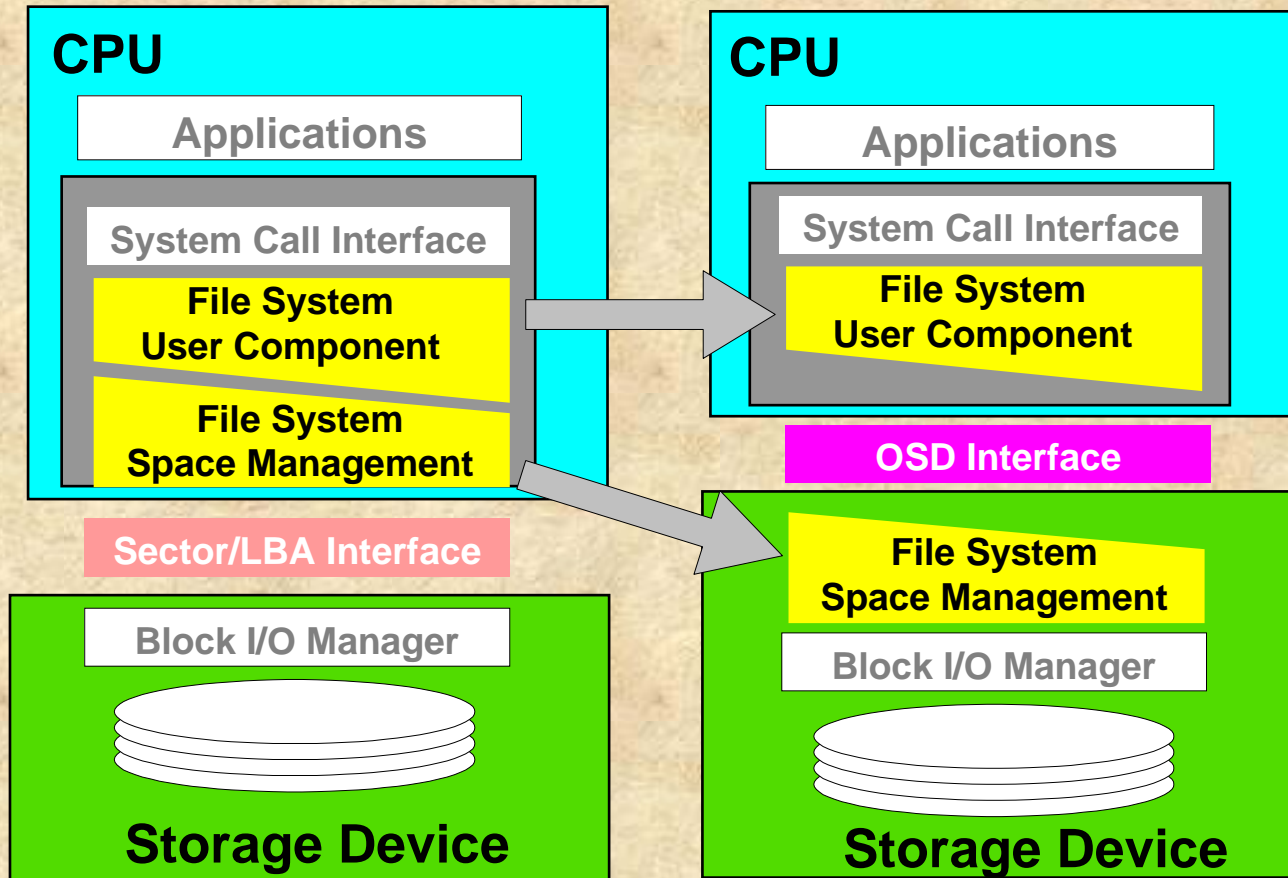 CPU
Applications
System Call Interface
File System
User Component
File System
Space Management
Sector/LBA Interface
Block I/O Manager
Storage Device
CPU
Applications
System Call Interface
File System
User Component
OSD Interface
File System
Space Management
Block I/O Manager
Storage Device